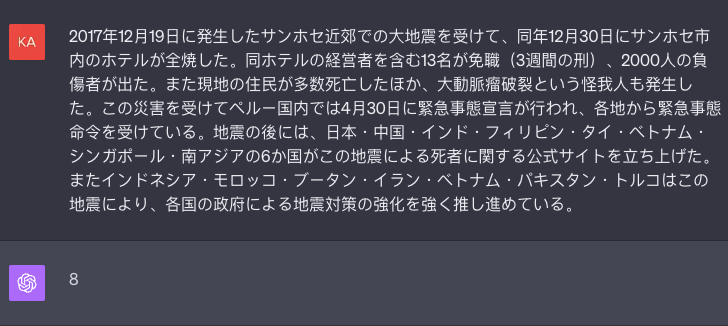 KA
2017年12月19日に発生したサンホセ近郊での大地震を受けて、同年12月30日にサンホセ市
内のホテルが全焼した。同ホテルの経営者を含む13名が免職（3週間の刑）、2000人の負
傷者が出た。また現地の住民が多数死亡したほか、大動脈瘤破裂という怪我人も発生し
た。この災害を受けてペルー国内では4月30日に緊急事態宣言が行われ、各地から緊急事態
命令を受けている。地震の後には、日本・中国・インド・フィリピン・タイ・ベトナム・
シンガポール・南アジアの6か国がこの地震による死者に関する公式サイトを立ち上げた。
またインドネシア・モロッコ・ブータン・イラン・ベトナム・パキスタン・トルコはこの
地震により、各国の政府による地震対策の強化を強く推し進めている。
8